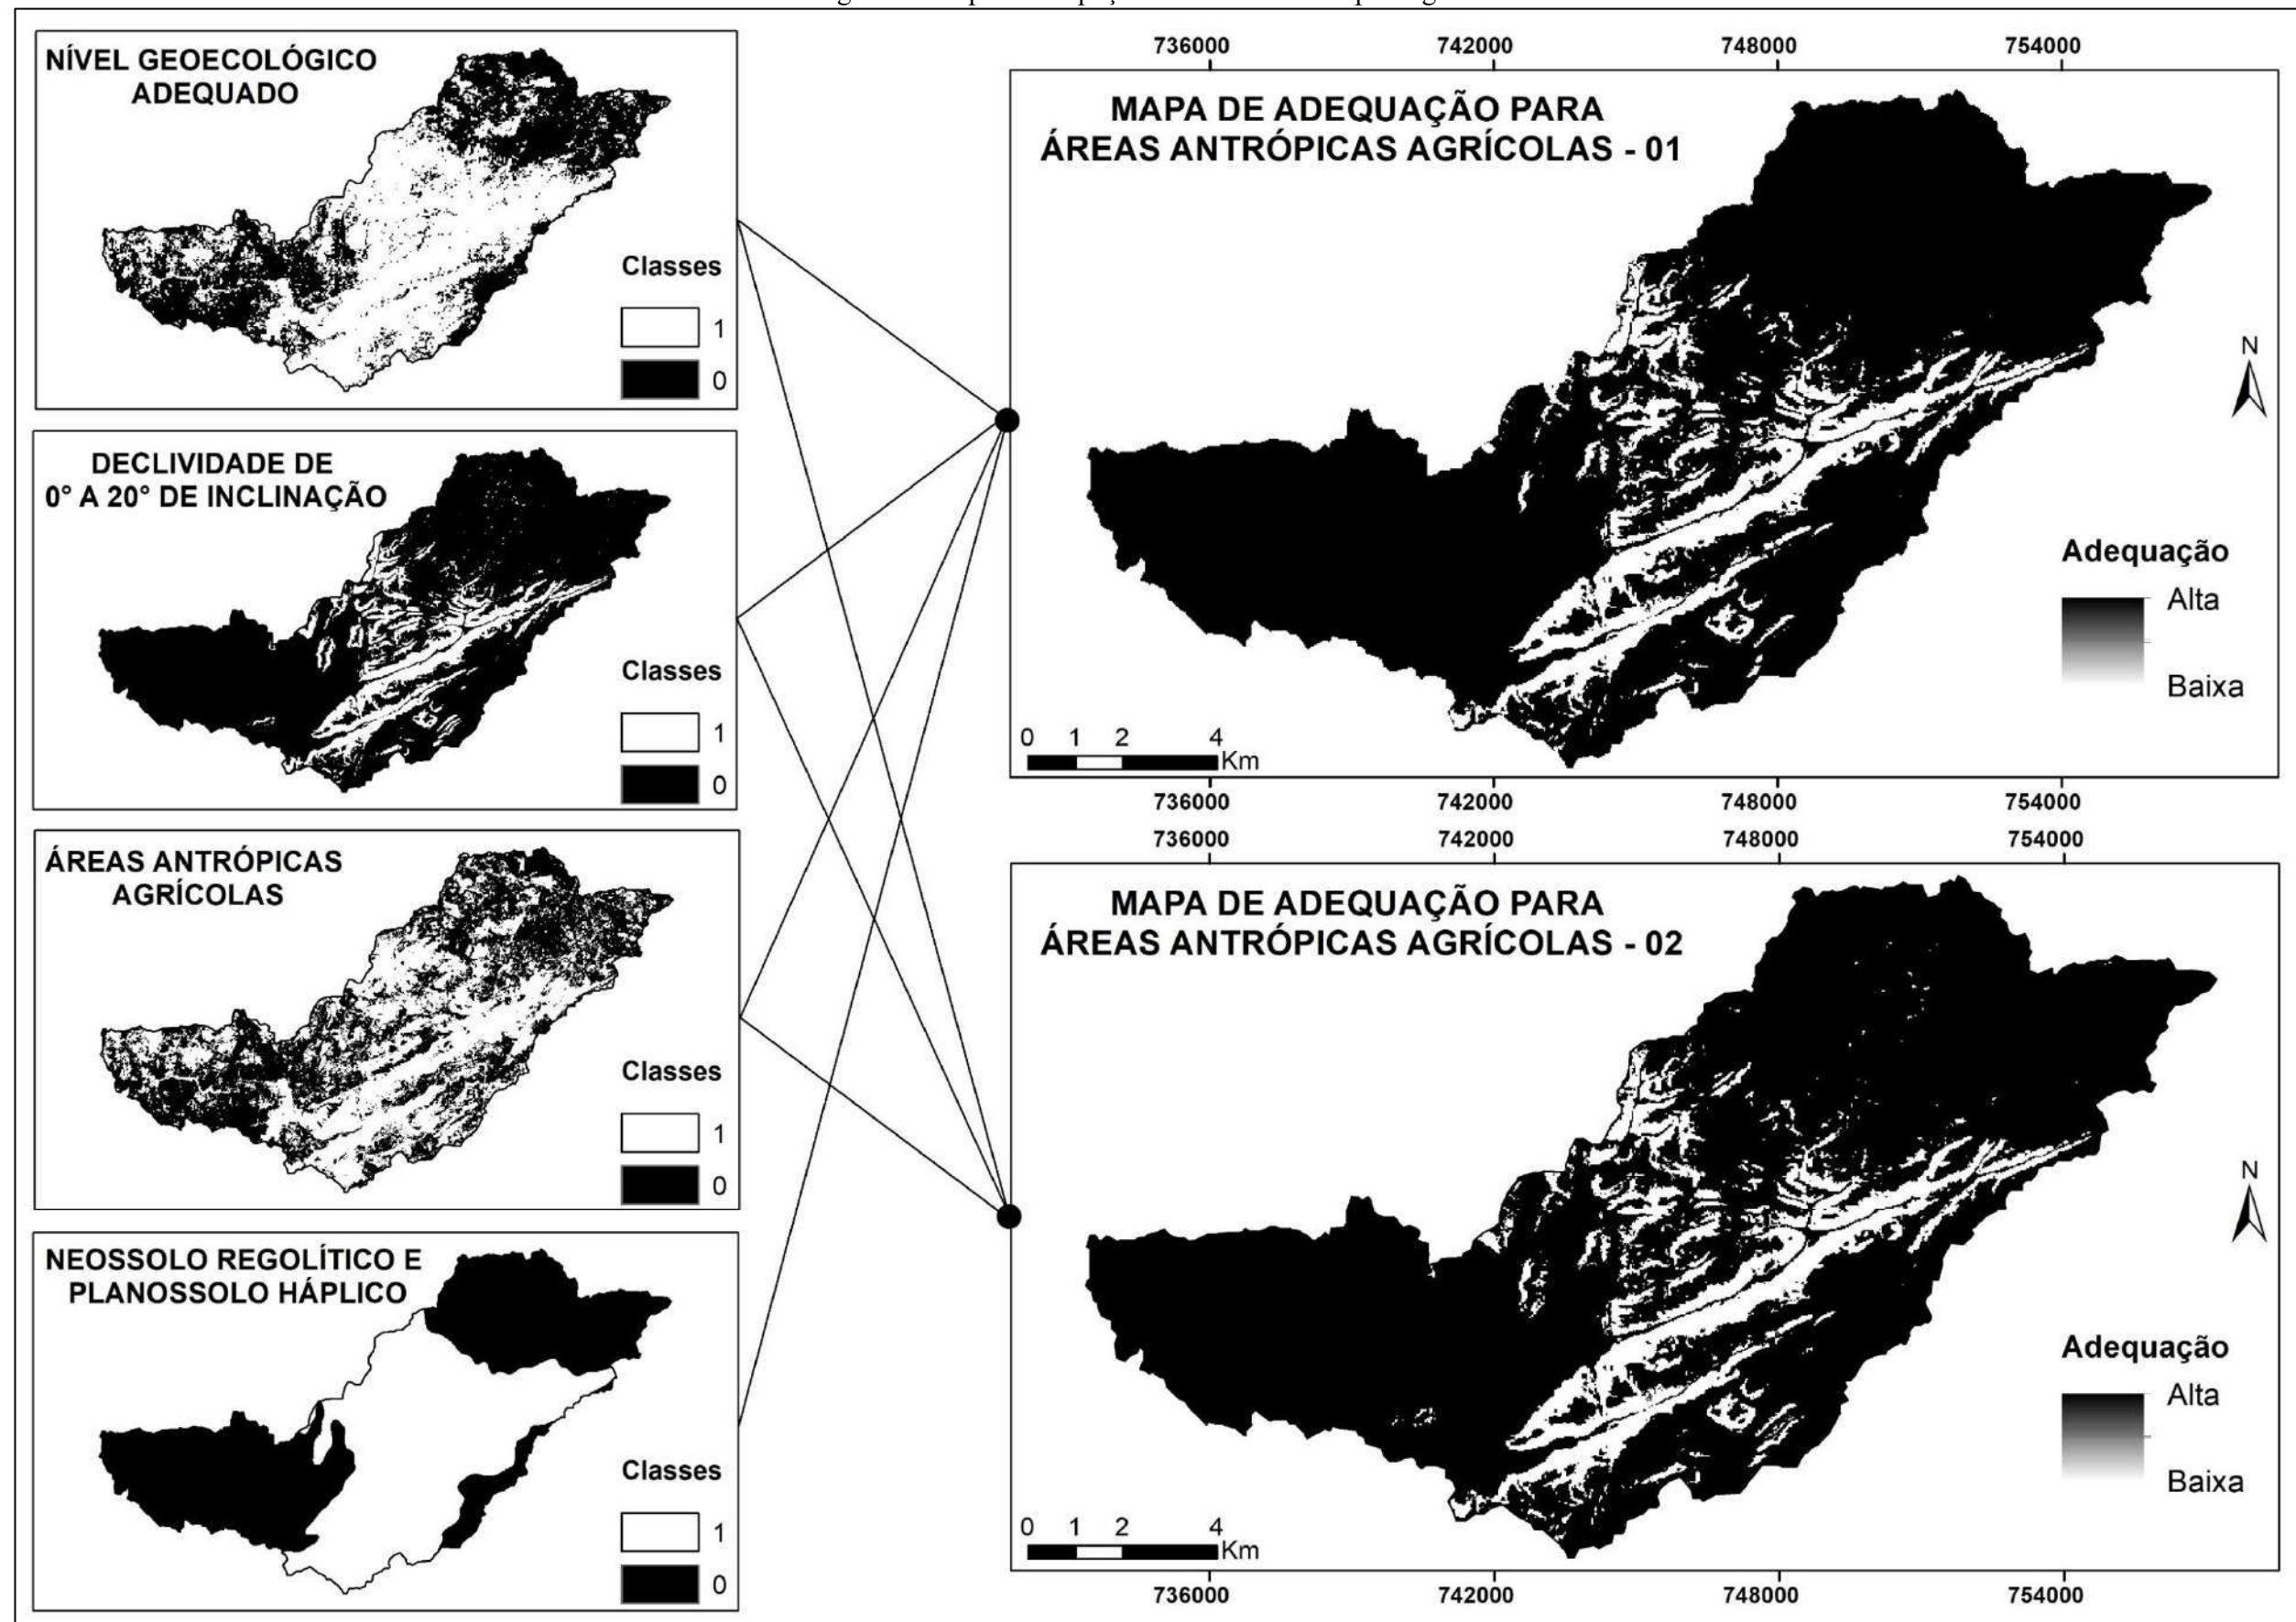 NÍVEL GEOECOLÓGICO
ADEQUADO
Classes
1
0
DECLIVIDADE DE
0° A 20° DE INCLINAÇÃO
Classes
1
0
ÁREAS ANTRÓPICAS
AGRÍCOLAS
Classes
1
0
NEOSSOLO REGOLÍTICO E
PLANOSSOLO HÁPLICO
Classes
1
0
736000 742000 748000 754000
MAPA DE ADEQUAÇÃO PARA
ÁREAS ANTRÓPICAS AGRÍCOLAS - 01
N
Adequação
Alta
Baixa
0 1 2 4
Km
736000 742000 748000 754000
736000 742000 748000 754000
MAPA DE ADEQUAÇÃO PARA
ÁREAS ANTRÓPICAS AGRÍCOLAS - 02
N
Adequação
Alta
Baixa
0 1 2 4
Km
736000 742000 748000 754000